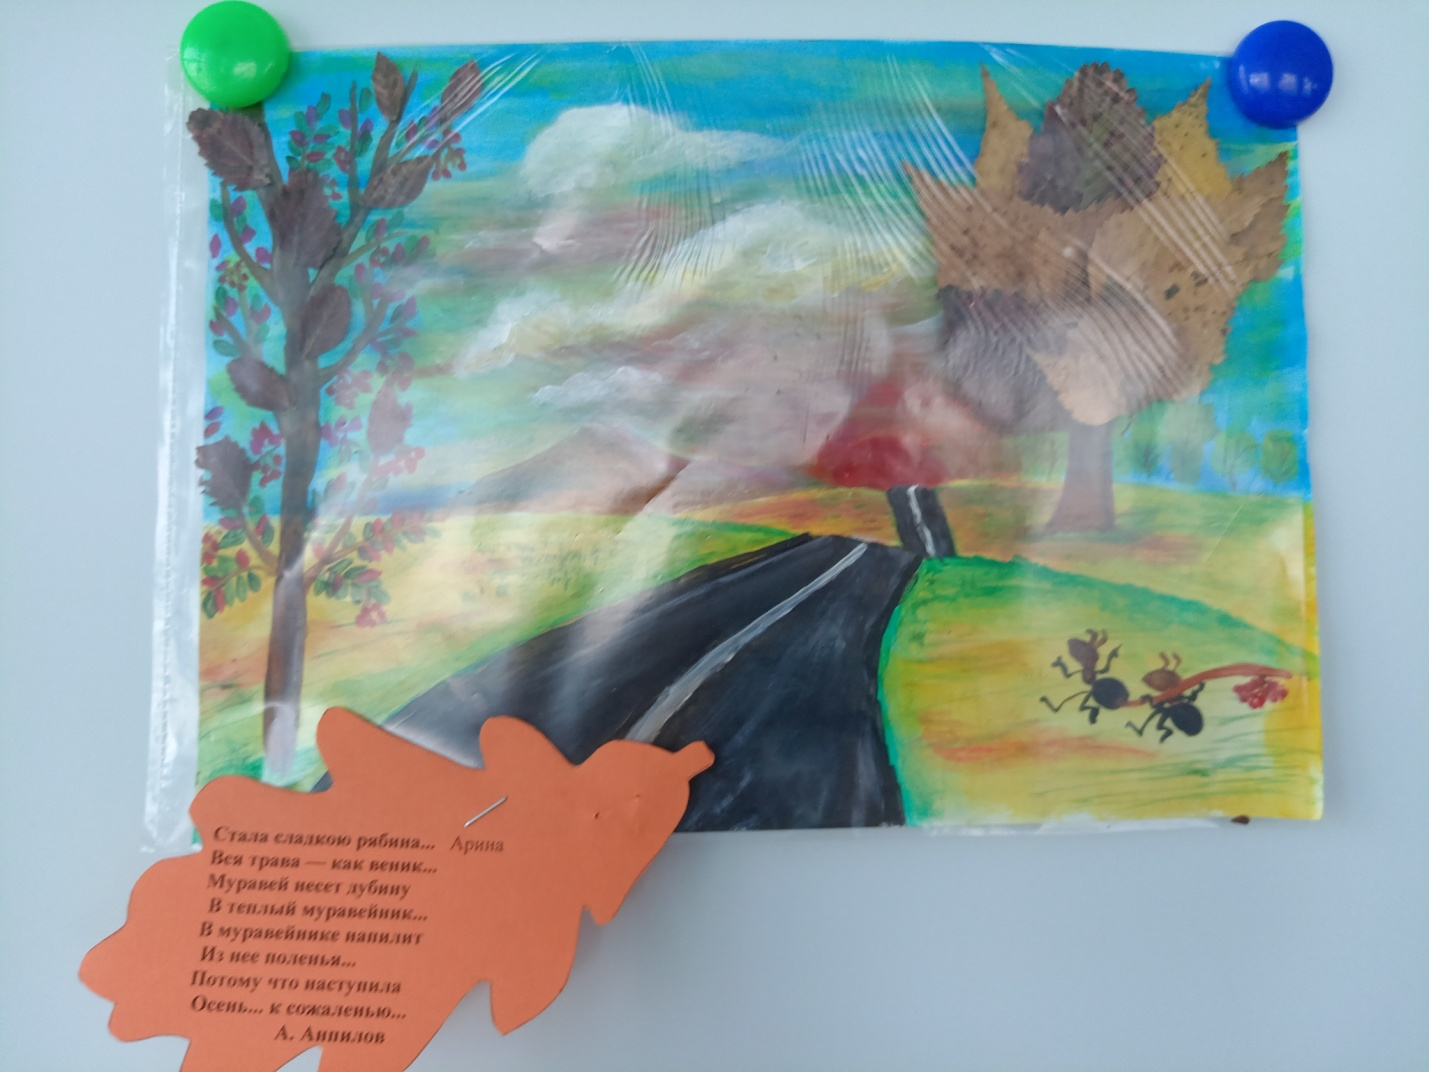 Стала сладкою рябина... Арина
Вся трава — как веник...
Муравей несет дубину
В теплый муравейник...
В муравейнике напилит
Из нее поленья...
Потому что наступила
Осень... к сожаленью...
А. Анпилов